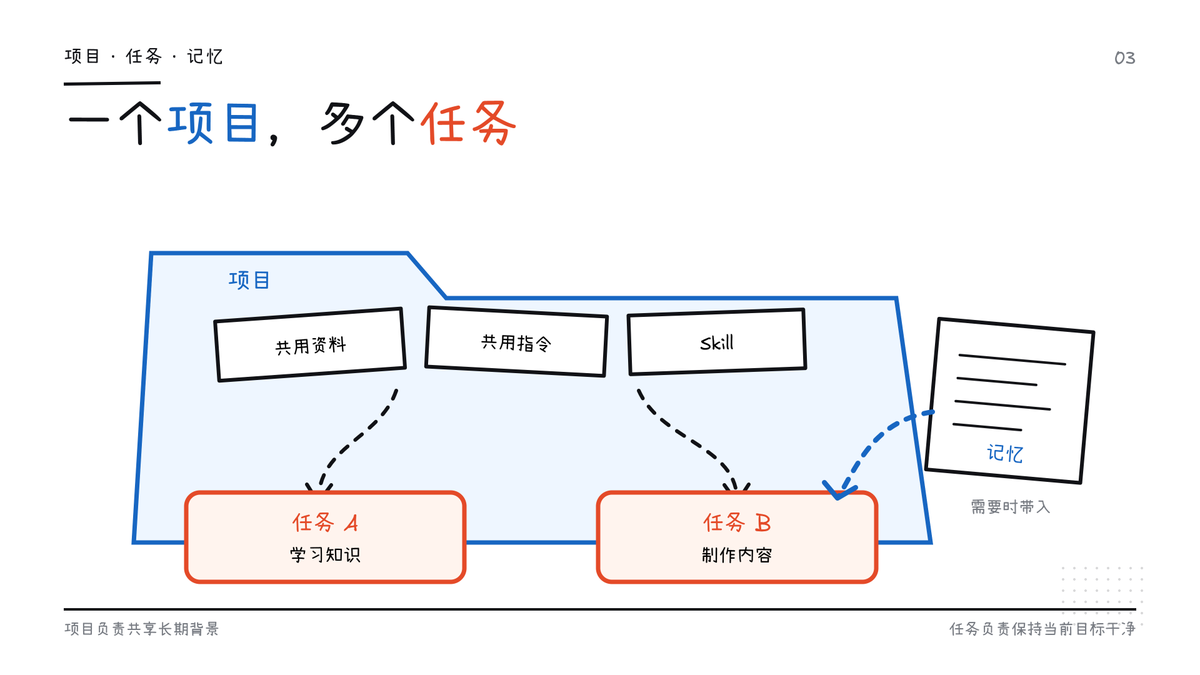 项目 · 任务 · 记忆
03
一个项目，多个任务
项目
共用资料
共用指令
Skill
记忆
需要时带入
任务 A
学习知识
任务 B
制作内容
项目负责共享长期背景
任务负责保持当前目标干净